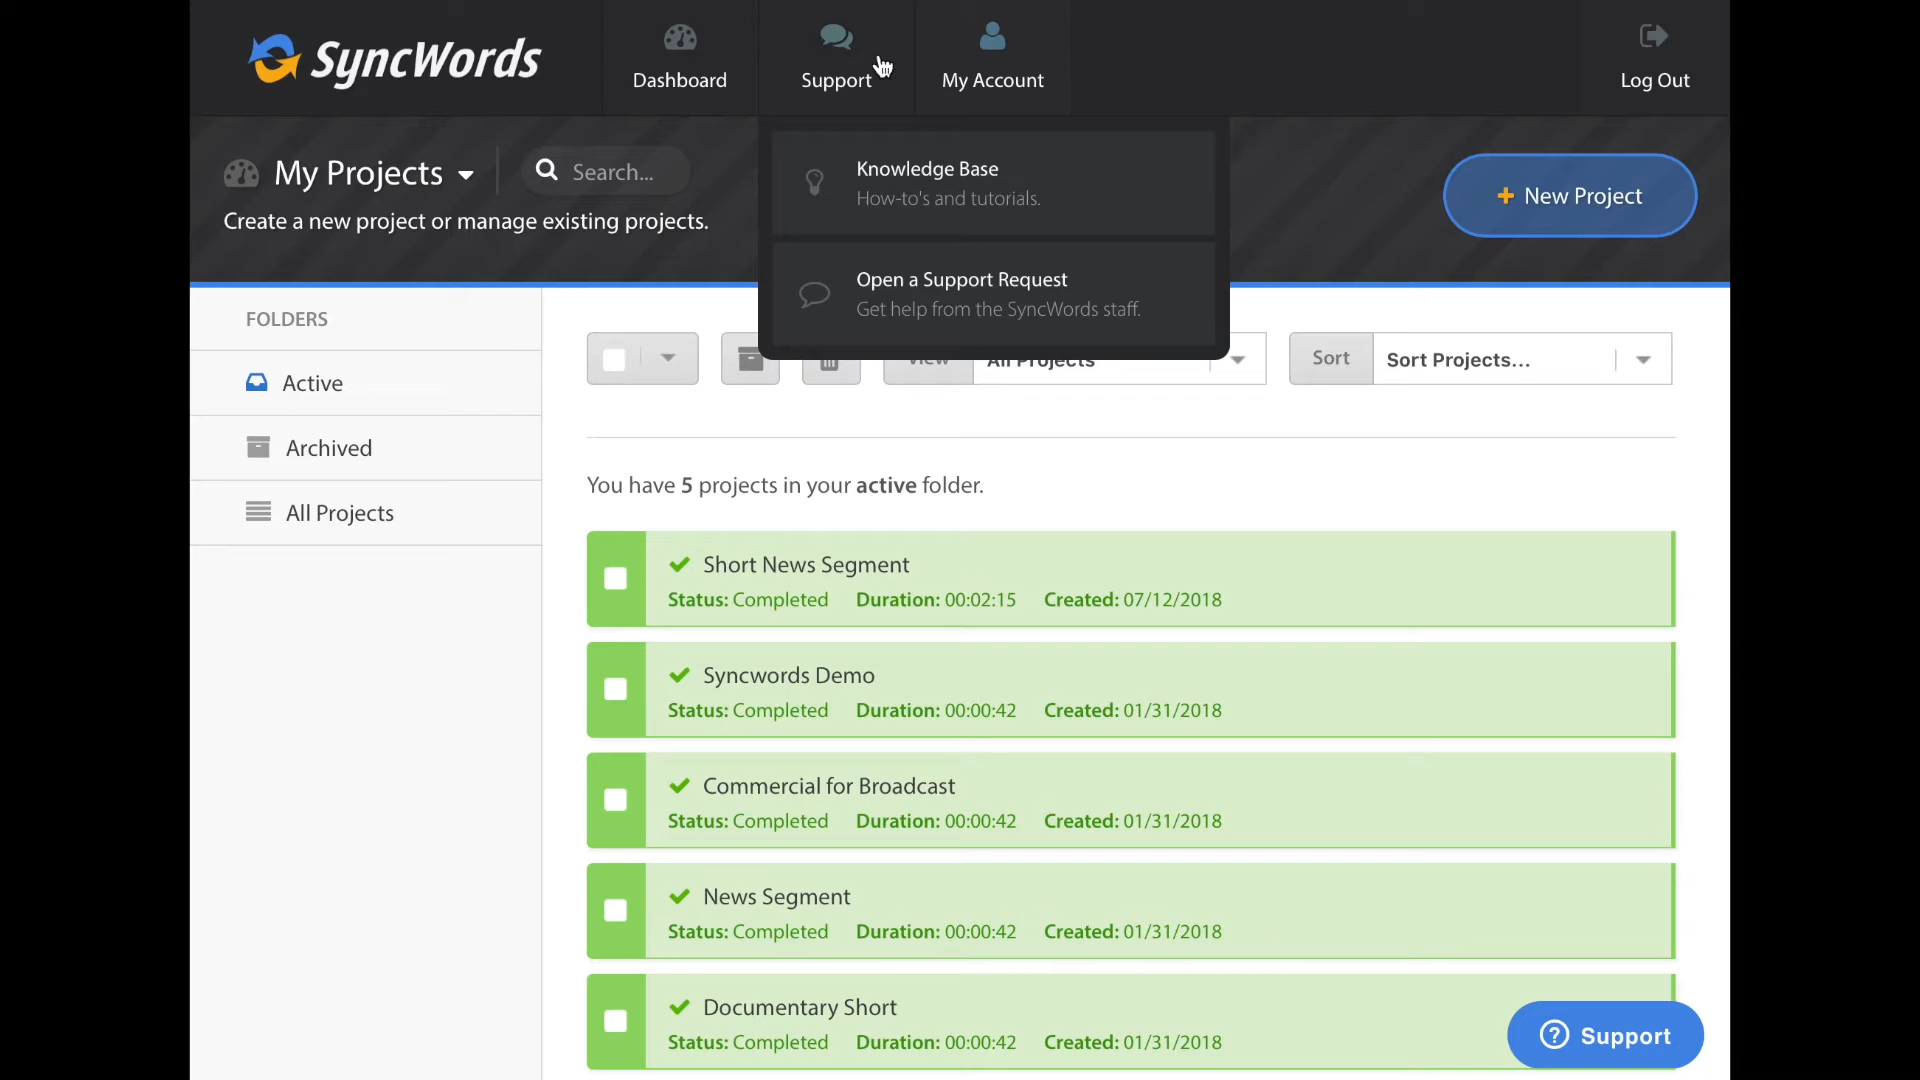 SyncWords
Dashboard
Support
My Account
Log Out
My Projects
Search...
Create a new project or manage existing projects.
Knowledge Base
How-to's and tutorials.
Open a Support Request
Get help from the SyncWords staff.
+ New Project
FOLDERS
Active
Archived
All Projects
View
All Projects
Sort
Sort Projects...
You have 5 projects in your active folder.
Short News Segment
Status: Completed Duration: 00:02:15 Created: 07/12/2018
Syncwords Demo
Status: Completed Duration: 00:00:42 Created: 01/31/2018
Commercial for Broadcast
Status: Completed Duration: 00:00:42 Created: 01/31/2018
News Segment
Status: Completed Duration: 00:00:42 Created: 01/31/2018
Documentary Short
Status: Completed Duration: 00:00:42 Created: 01/31/2018
Support